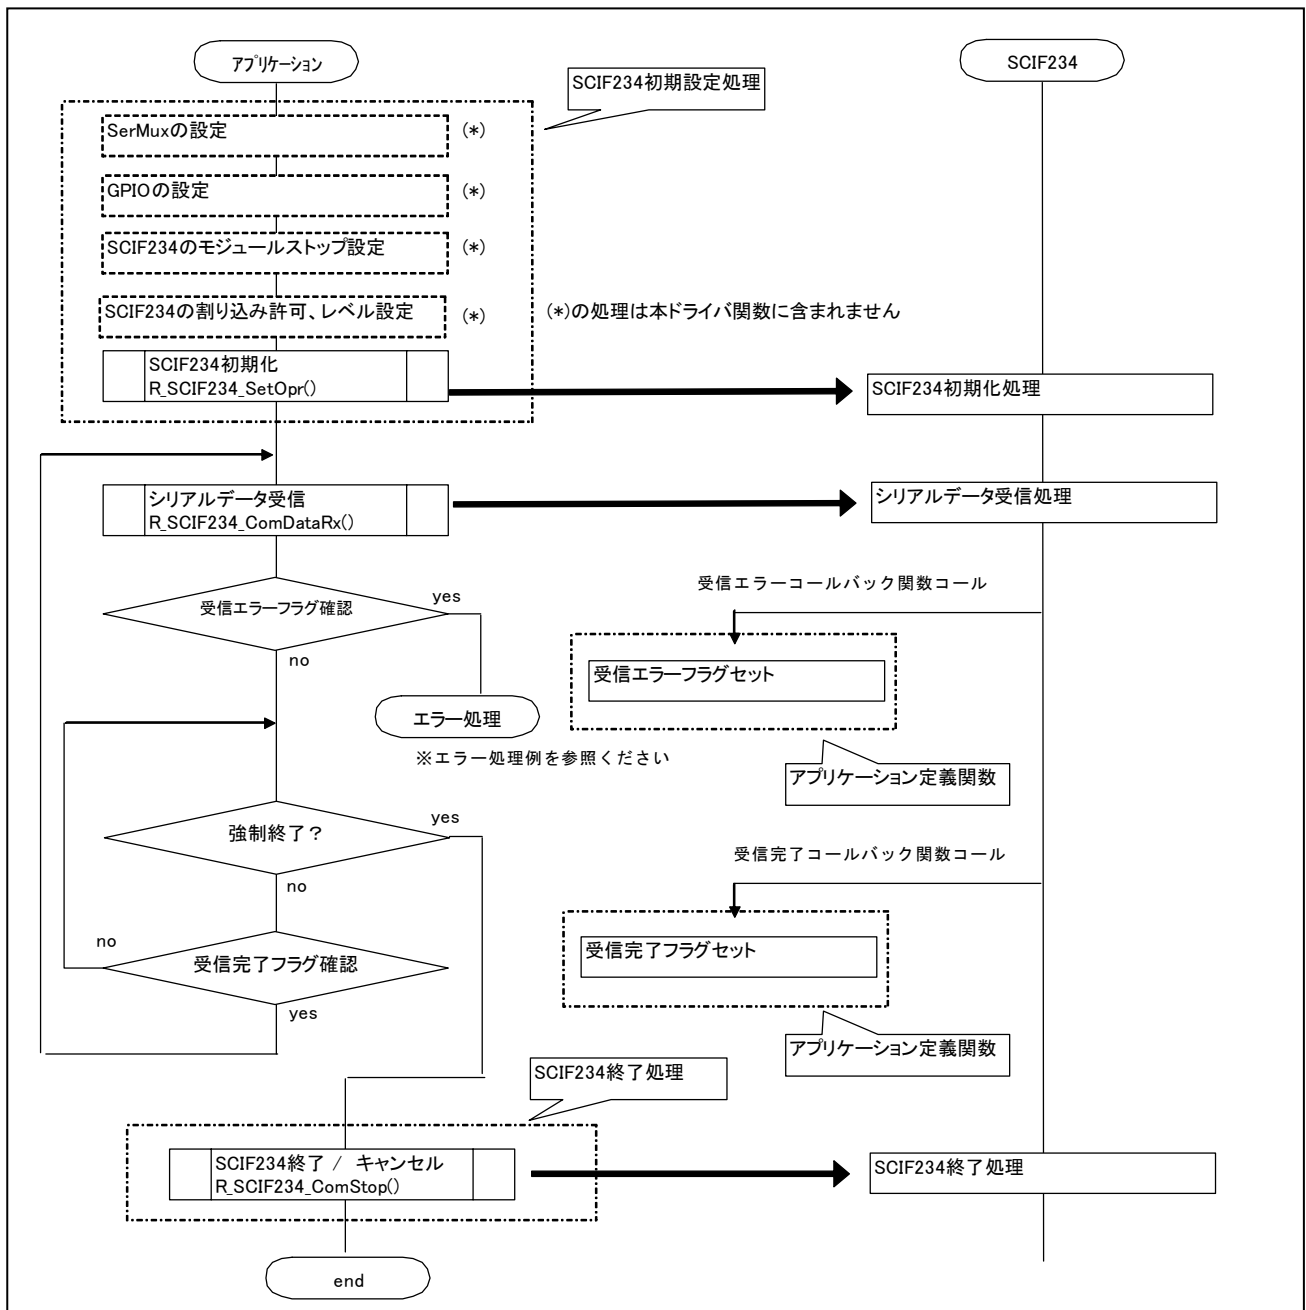 アプリケーション
SCIF234
SCIF234初期設定処理
SerMuxの設定 (*)
GPIOの設定 (*)
SCIF234のモジュールストップ設定 (*)
SCIF234の割り込み許可、レベル設定 (*)
(*)の処理は本ドライバ関数に含まれません
SCIF234初期化
R_SCIF234_SetOpr()
SCIF234初期化処理
シリアルデータ受信
R_SCIF234_ComDataRx()
シリアルデータ受信処理
受信エラーフラグ確認
yes
no
受信エラーコールバック関数コール
受信エラーフラグセット
エラー処理
※エラー処理例を参照ください
アプリケーション定義関数
強制終了?
yes
no
受信完了コールバック関数コール
受信完了フラグセット
no
受信完了フラグ確認
yes
アプリケーション定義関数
SCIF234終了処理
SCIF234終了 / キャンセル
R_SCIF234_ComStop()
SCIF234終了処理
end